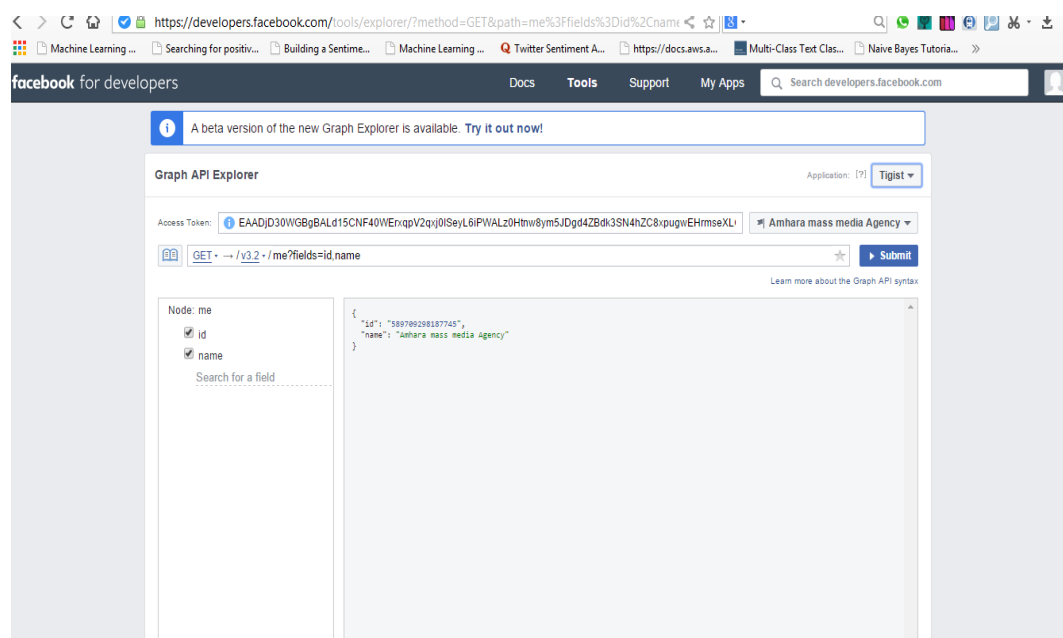 https://developers.facebook.com/tools/explorer/?method=GET&path=me%3Ffields%3Did%2Cname
Machine Learning ... Searching for positiv... Building a Sentime... Machine Learning ... Twitter Sentiment A... https://docs.aws.a... Multi-Class Text Clas... Naive Bayes Tutoria... »
facebook for developers Docs Tools Support My Apps Search developers.facebook.com
A beta version of the new Graph Explorer is available. Try it out now!
Graph API Explorer Application: [?] Tigist
Access Token: Amhara mass media Agency
GET → / v3.2 / me?fields=id,name Submit
Learn more about the Graph API syntax
Node: me
id
name
Search for a field
{
"id": "589709298187745",
"name": "Amhara mass media Agency"
}